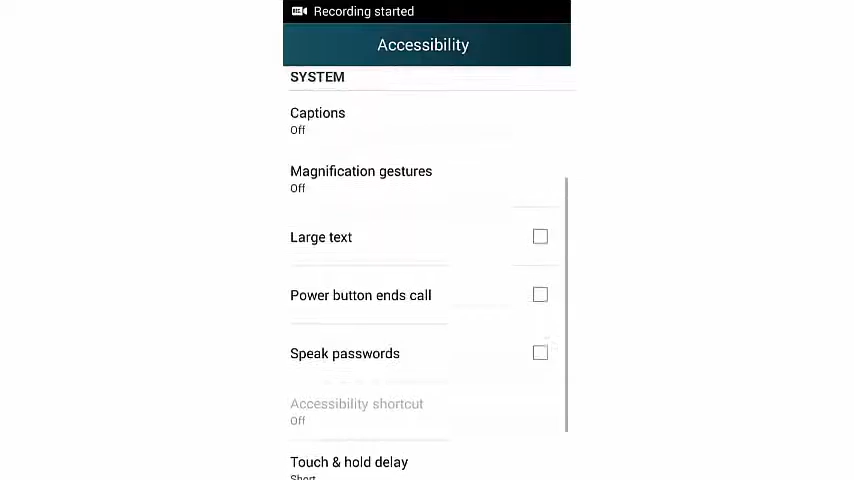 Recording started
Accessibility
SYSTEM
Captions
Off
Magnification gestures
Off
Large text
Power button ends call
Speak passwords
Accessibility shortcut
Off
Touch & hold delay
Short